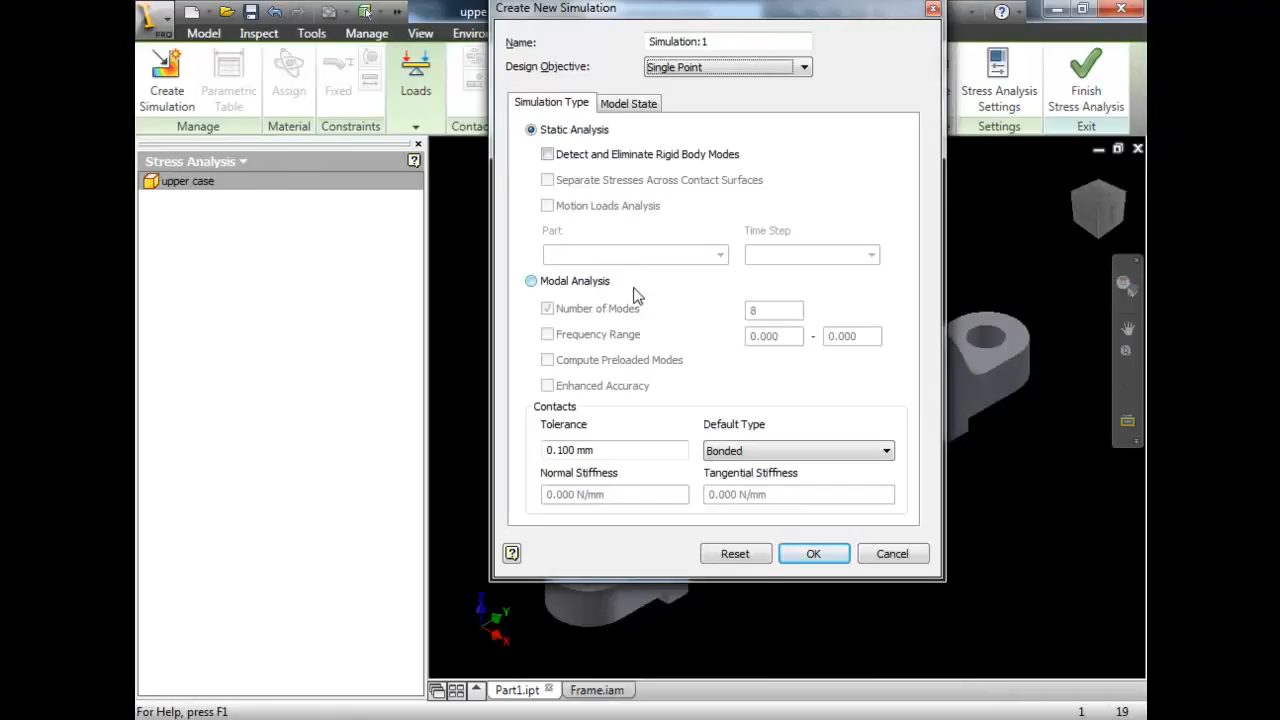 Create New Simulation
uppe
PRO
Model Inspect Tools Manage View Enviro
Name: Simulation:1
Design Objective: Single Point
Create Simulation
Parametric Table
Assign
Fixed
Loads
Stress Analysis Settings
Finish Stress Analysis
Manage Material Constraints Contac Settings Exit
Simulation Type Model State
Static Analysis
Detect and Eliminate Rigid Body Modes
Stress Analysis
upper case
Separate Stresses Across Contact Surfaces
Motion Loads Analysis
Part Time Step
Modal Analysis
Number of Modes 8
Frequency Range 0.000 - 0.000
Compute Preloaded Modes
Enhanced Accuracy
Contacts
Tolerance Default Type
0.100 mm Bonded
Normal Stiffness Tangential Stiffness
0.000 N/mm 0.000 N/mm
Reset OK Cancel
Z
Y
X
Part1.ipt Frame.iam
For Help, press F1 1 19